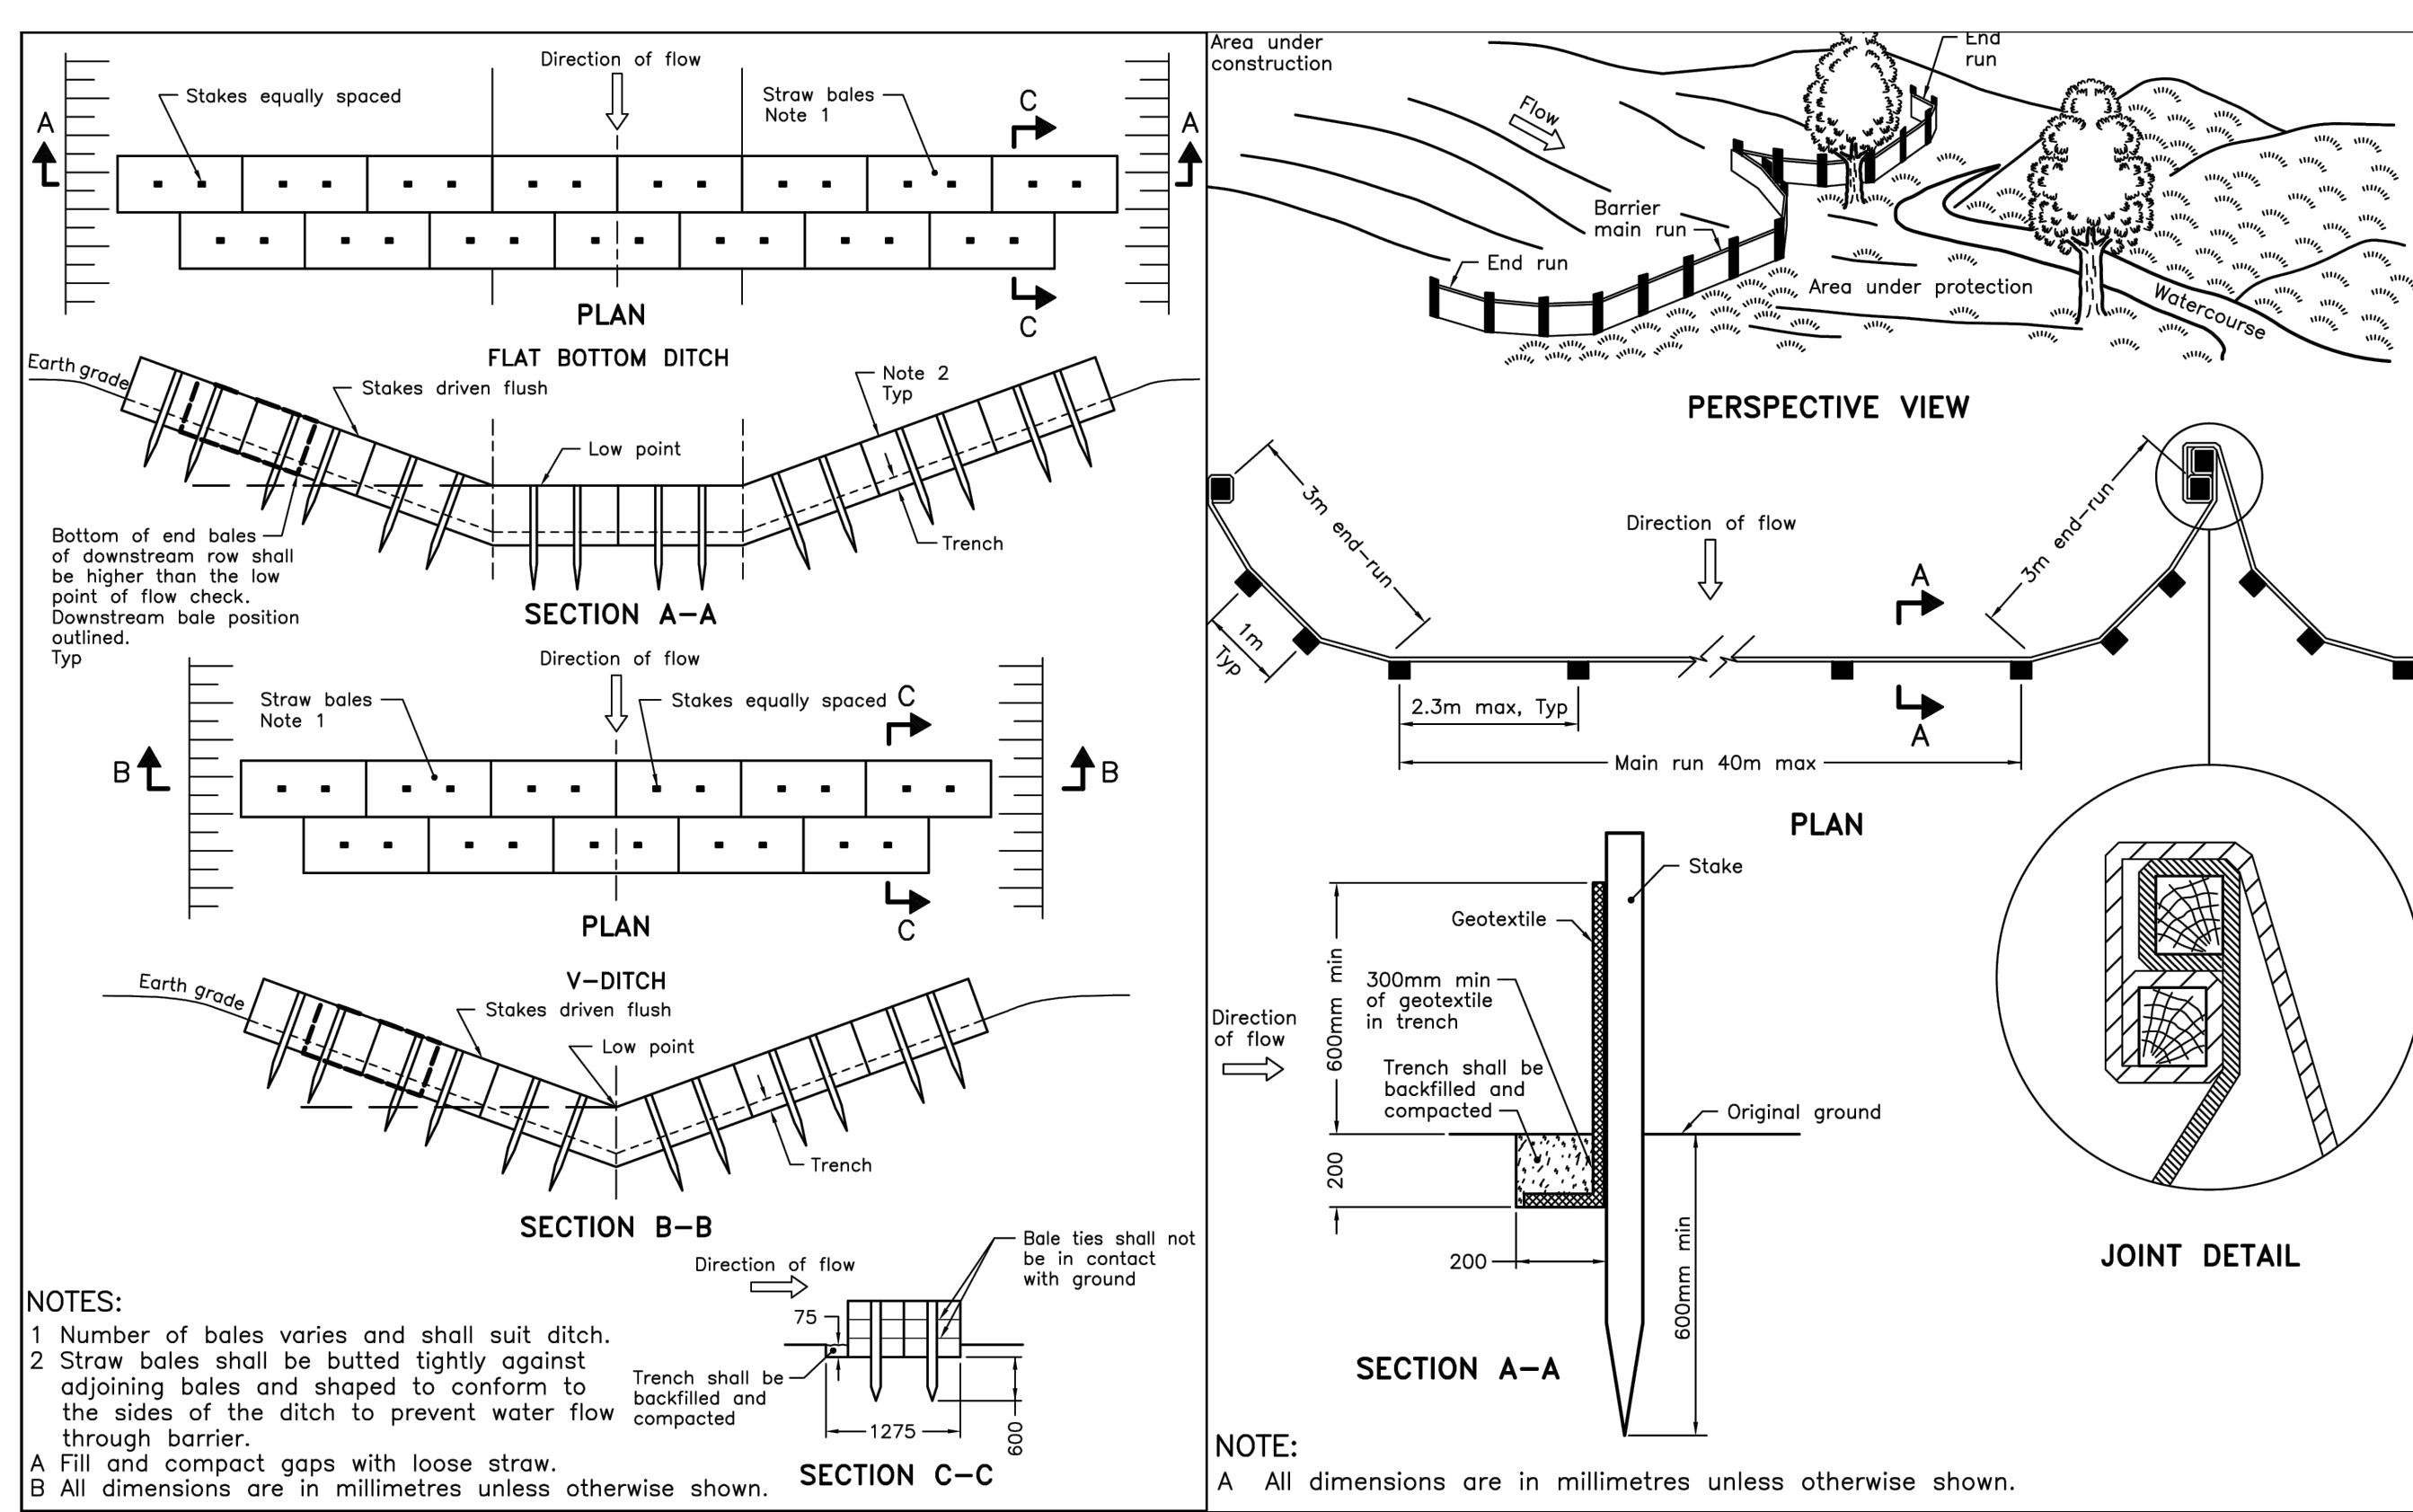 Direction of flow
Stakes equally spaced
Straw bales
Note 1
C
A
A
C
PLAN
FLAT BOTTOM DITCH
Earth grade
Stakes driven flush
Note 2
Typ
Low point
Trench
Bottom of end bales
of downstream row shall
be higher than the low
point of flow check.
Downstream bale position
outlined.
Typ
SECTION A-A
Direction of flow
Straw bales
Note 1
Stakes equally spaced
C
B
B
C
PLAN
V-DITCH
Earth grade
Stakes driven flush
Low point
Trench
SECTION B-B
Direction of flow
Bale ties shall not
be in contact
with ground
75
Trench shall be
backfilled and
compacted
1275
600
SECTION C-C
NOTES:
1 Number of bales varies and shall suit ditch.
2 Straw bales shall be butted tightly against
adjoining bales and shaped to conform to
the sides of the ditch to prevent water flow
through barrier.
A Fill and compact gaps with loose straw.
B All dimensions are in millimetres unless otherwise shown.
Area under
construction
End
run
Flow
Barrier
main run
End run
Area under protection
Watercourse
PERSPECTIVE VIEW
3m end-run
Direction of flow
3m end-run
A
1m
Typ
2.3m max, Typ
A
Main run 40m max
PLAN
Stake
Geotextile
600mm min
300mm min
of geotextile
in trench
Direction
of flow
Trench shall be
backfilled and
compacted
Original ground
200
200
600mm min
SECTION A-A
JOINT DETAIL
NOTE:
A All dimensions are in millimetres unless otherwise shown.